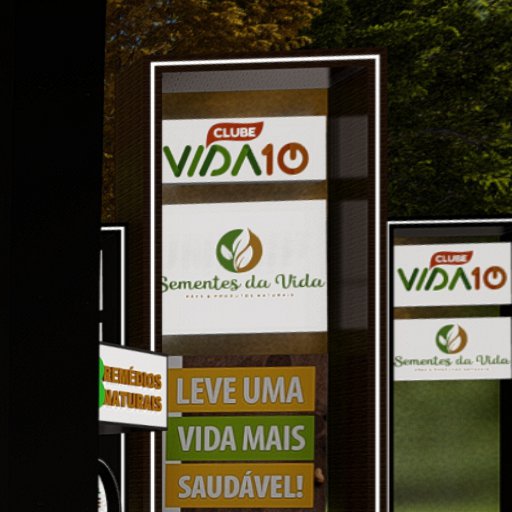 CLUBE
VIDA10
Sementes da Vida
LEVE UMA
VIDA MAIS
SAUDÁVEL!
REMÉDIOS
NATURAIS
CLUBE
VIDA10
Sementes da Vida